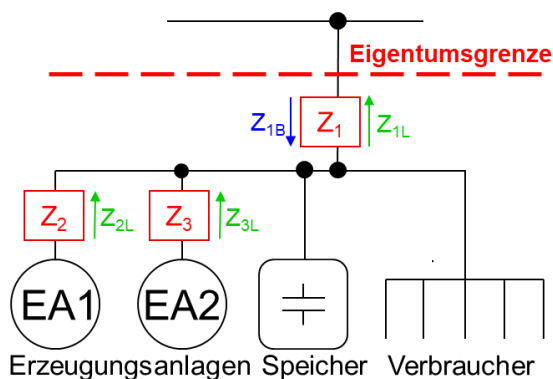 Eigentumsgrenze
Z1B Z1 Z1L
Z2 Z2L Z3 Z3L
EA1 EA2
Erzeugungsanlagen Speicher Verbraucher